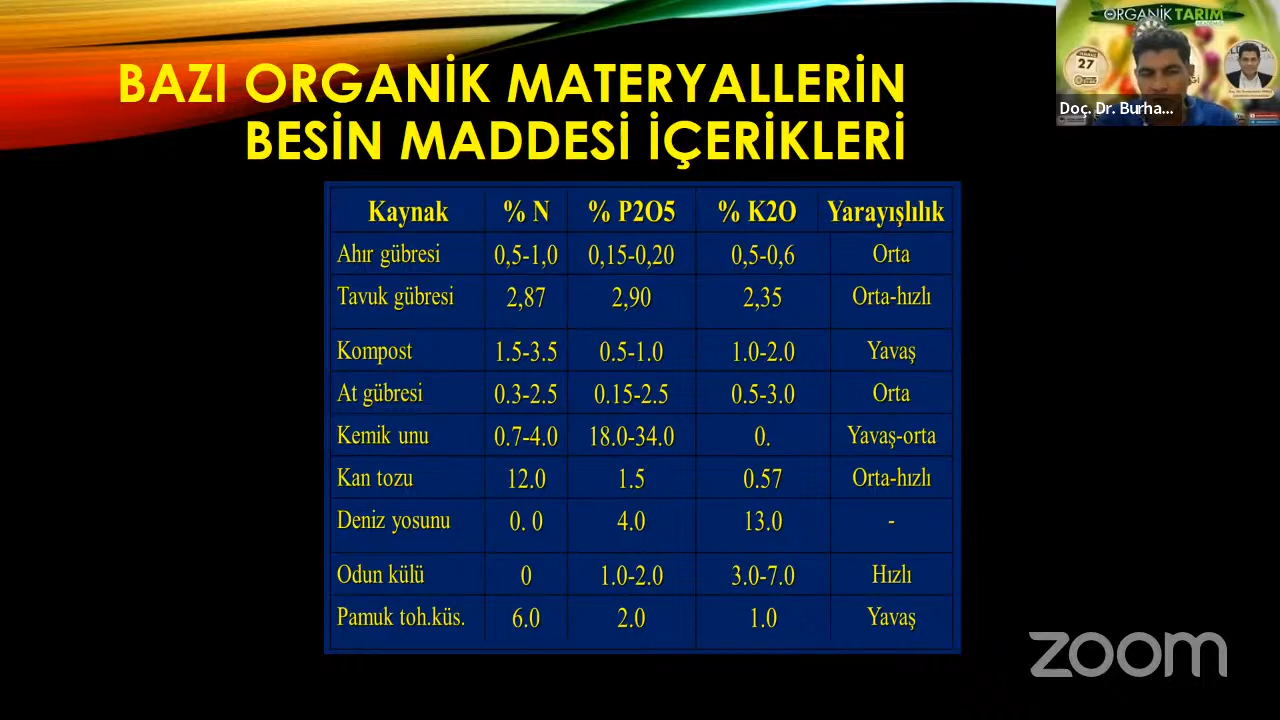 BAZI ORGANİK MATERYALLERİN
BESİN MADDESİ İÇERİKLERİ
Kaynak % N % P2O5 % K2O Yarayışlılık
Ahır gübresi 0,5-1,0 0,15-0,20 0,5-0,6 Orta
Tavuk gübresi 2,87 2,90 2,35 Orta-hızlı
Kompost 1.5-3.5 0.5-1.0 1.0-2.0 Yavaş
At gübresi 0.3-2.5 0.15-2.5 0.5-3.0 Orta
Kemik unu 0.7-4.0 18.0-34.0 0. Yavaş-orta
Kan tozu 12.0 1.5 0.57 Orta-hızlı
Deniz yosunu 0. 0 4.0 13.0 -
Odun külü 0 1.0-2.0 3.0-7.0 Hızlı
Pamuk toh.küs. 6.0 2.0 1.0 Yavaş
ORGANİK TARIM
27
Doç. Dr. Burha...
zoom